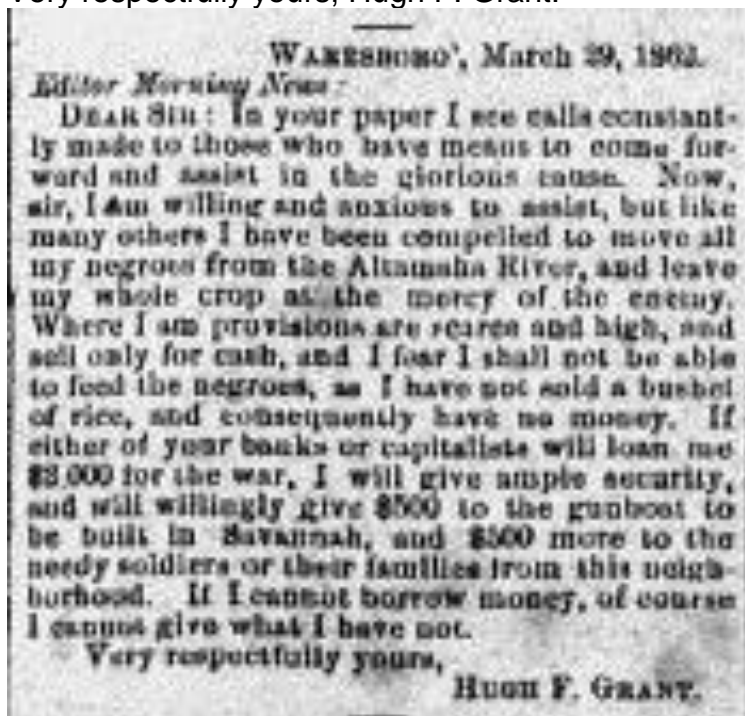 Very respectfully yours, Hugh F. Grant.
WARESBORO', March 29, 1862.
Editor Morning News:
DEAR SIR: In your paper I see calls constant-
ly made to those who have means to come for-
ward and assist in the glorious cause. Now,
sir, I am willing and anxious to assist, but like
many others I have been compelled to move all
my negroes from the Altamaha River, and leave
my whole crop at the mercy of the enemy.
Where I am provisions are scarce and high, and
sell only for cash, and I fear I shall not be able
to feed the negroes, as I have not sold a bushel
of rice, and consequently have no money. If
either of your banks or capitalists will loan me
for the war, I will give ample security,
and will willingly give $500 to the gunboat to
be built in Savannah, and $500 more to the
needy soldiers or their families from this neigh-
borhood. If I cannot borrow money, of course
I cannot give what I have not.
Very respectfully yours,
HUGH F. GRANT.